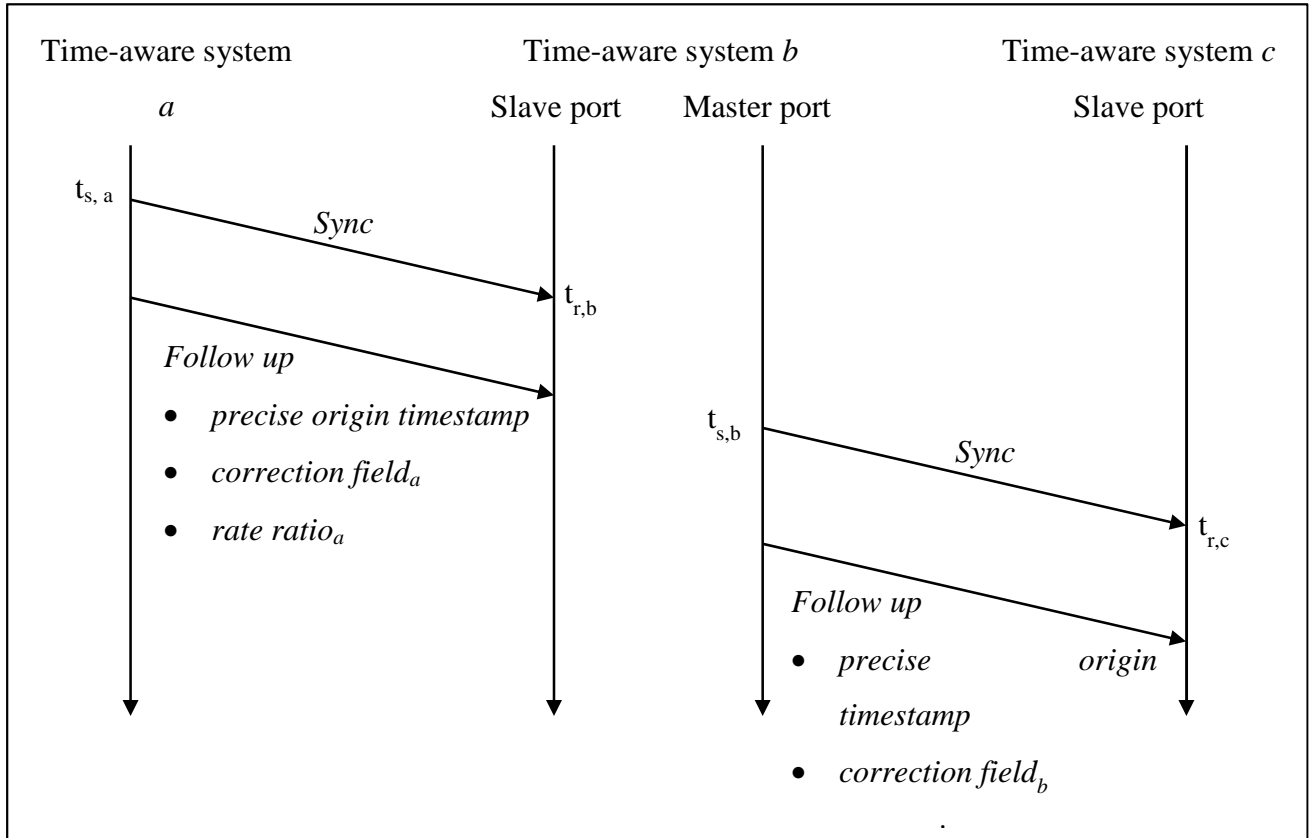 Time-aware system Time-aware system b Time-aware system c
a Slave port Master port Slave port
ts, a
Sync
tr,b
Follow up
• precise origin timestamp
ts,b
Sync
• correction fielda
• rate ratioa
tr,c
Follow up
• precise origin
timestamp
• correction fieldb
.